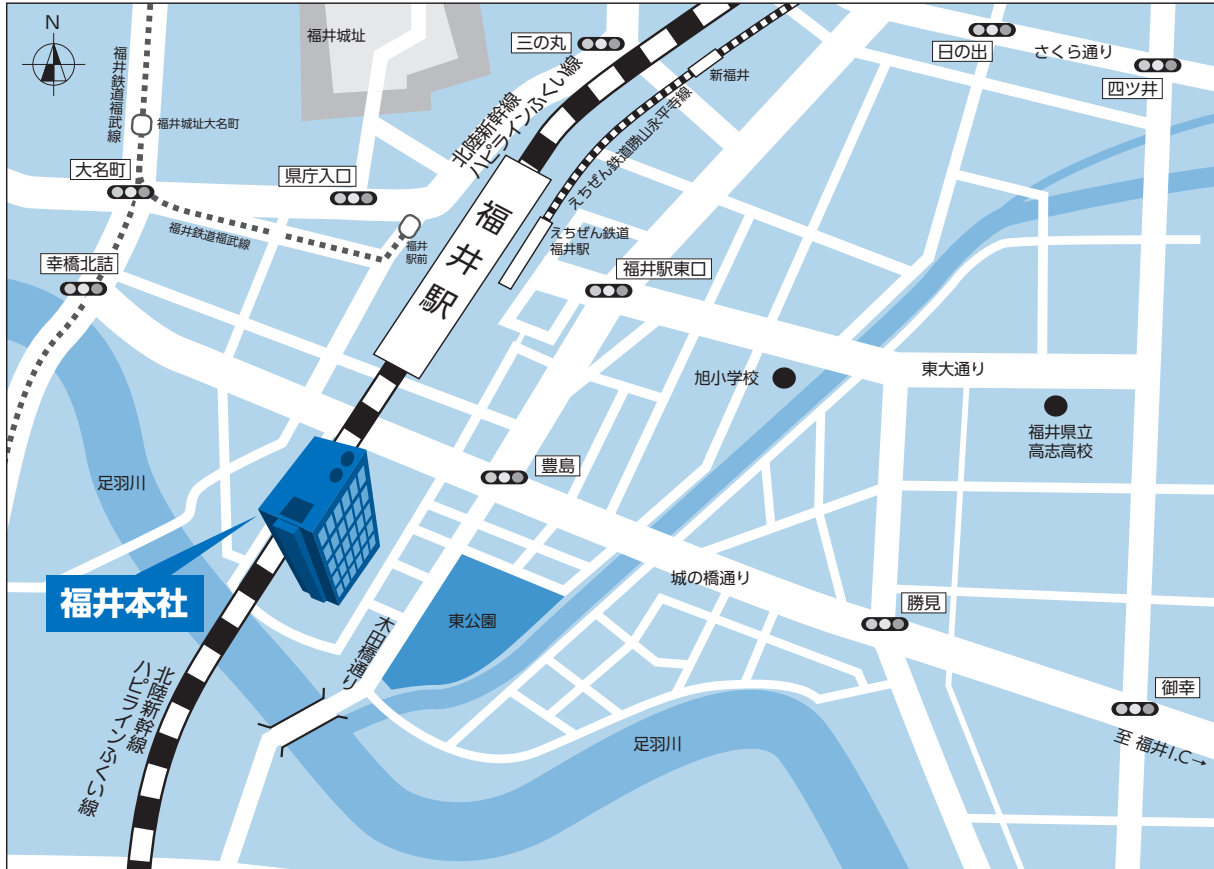 N
福井城址
三の丸
日の出
さくら通り
四ツ井
新福井
福井鉄道福武線
福井城址大名町
北陸新幹線
ハピラインふくい線
えちぜん鉄道勝山永平寺線
大名町
県庁入口
福井鉄道福武線
福井
駅前
福井駅
えちぜん鉄道
福井駅
幸橋北詰
福井駅東口
旭小学校
東大通り
福井県立
高志高校
足羽川
豊島
城の橋通り
福井本社
東公園
木田橋通り
勝見
御幸
足羽川
至 福井I.C→
北陸新幹線
ハピラインふくい線